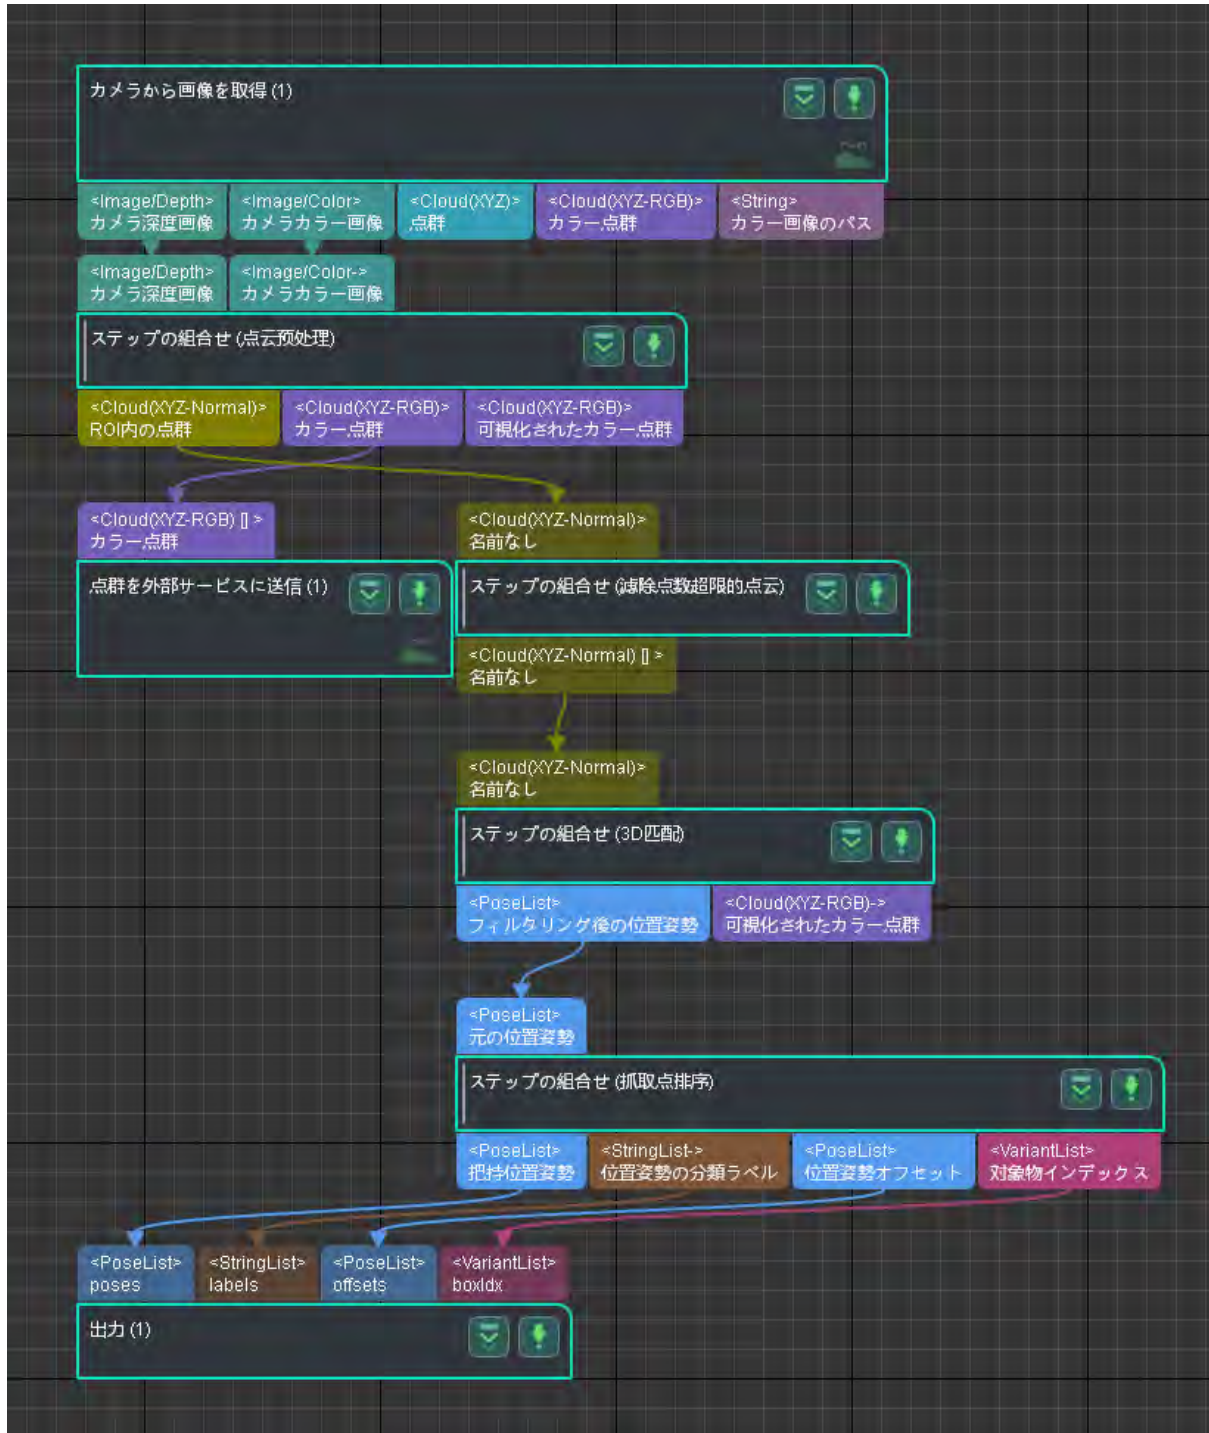 カメラから画像を取得 (1)
<Image/Depth> <Image/Color> <Cloud(XYZ)> <Cloud(XYZ-RGB)> <String>
カメラ深度画像 カメラカラー画像 点群 カラー点群 カラー画像のパス
<Image/Depth> <Image/Color->
カメラ深度画像 カメラカラー画像
ステップの組合せ (点云预处理)
<Cloud(XYZ-Normal)> <Cloud(XYZ-RGB)> <Cloud(XYZ-RGB)>
ROI内の点群 カラー点群 可視化されたカラー点群
<Cloud(XYZ-RGB) [] > <Cloud(XYZ-Normal)>
カラー点群 名前なし
点群を外部サービスに送信 (1) ステップの組合せ (滤除点数超限的点云)
<Cloud(XYZ-Normal) [] >
名前なし
<Cloud(XYZ-Normal)>
名前なし
ステップの組合せ (3D匹配)
<PoseList> <Cloud(XYZ-RGB)->
フィルタリング後の位置姿勢 可視化されたカラー点群
<PoseList>
元の位置姿勢
ステップの組合せ (抓取点排序)
<PoseList> <StringList-> <PoseList> <VariantList>
把持位置姿勢 位置姿勢の分類ラベル 位置姿勢オフセット 対象物インデックス
<PoseList> <StringList> <PoseList> <VariantList>
poses labels offsets boxIdx
出力 (1)